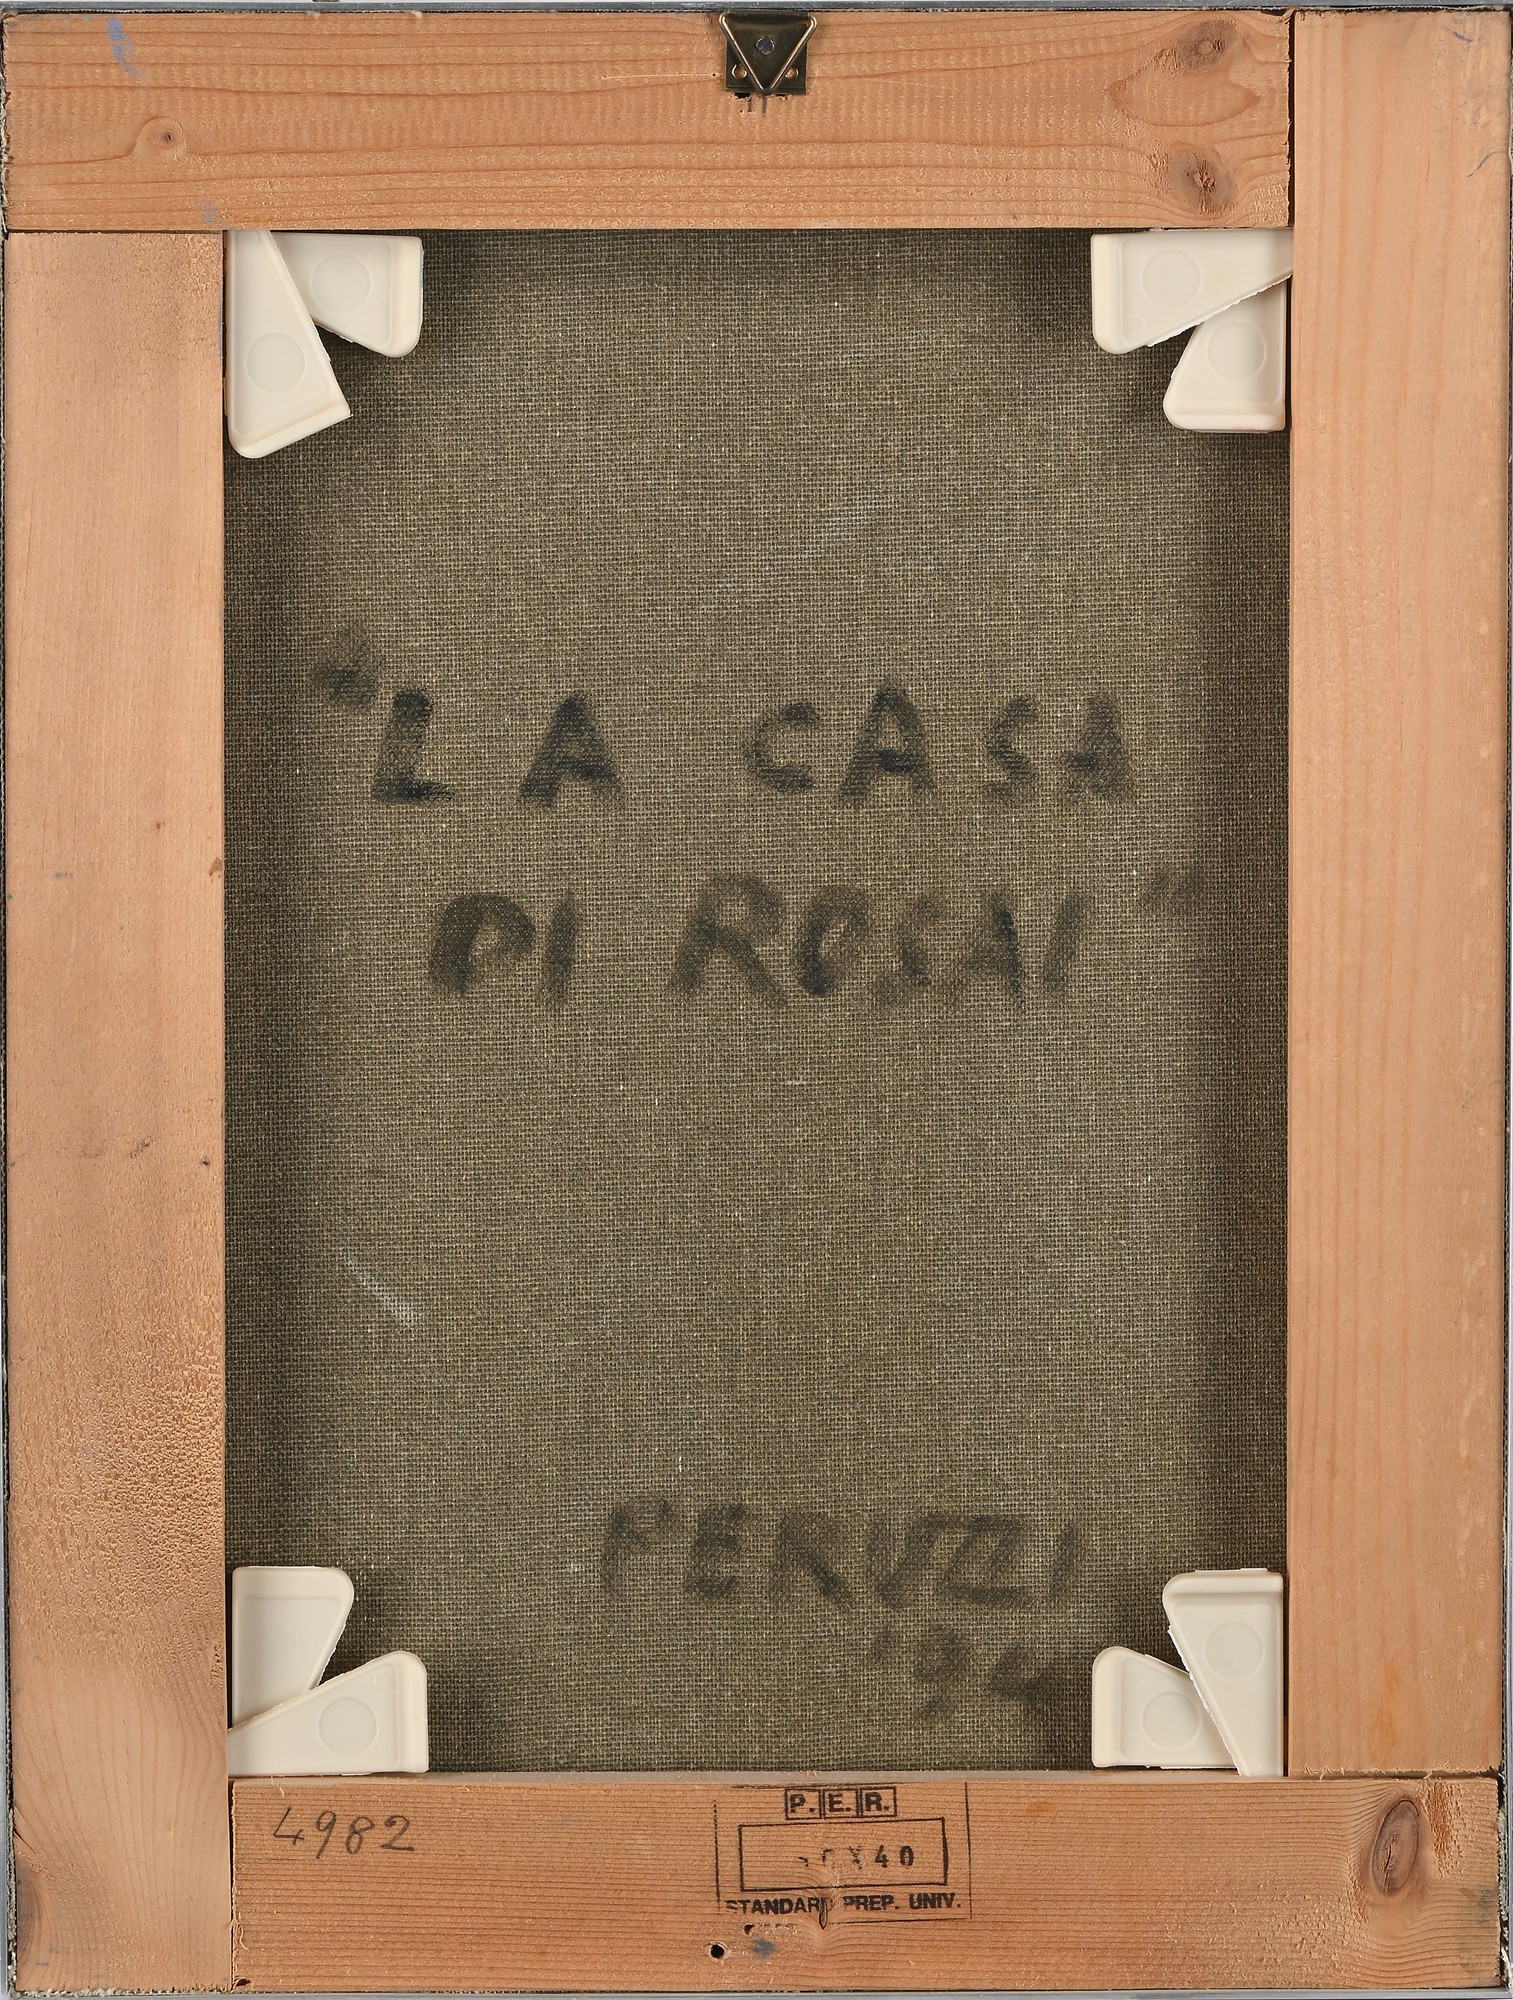 "LA CASA
DI ROSAI"
PERUZZI
'94
4982
P.E.R.
X40
STANDARD PREP. UNIV.